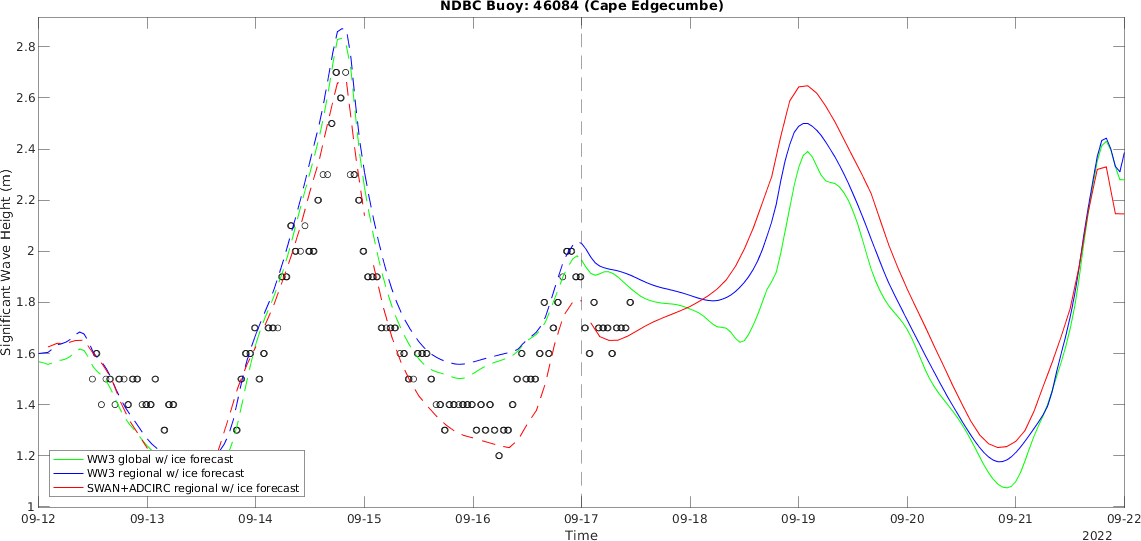 NDBC Buoy: 46084 (Cape Edgecumbe)
Significant Wave Height (m)
2.8
2.6
2.4
2.2
2
1.8
1.6
1.4
1.2
1
WW3 global w/ ice forecast
WW3 regional w/ ice forecast
SWAN+ADCIRC regional w/ ice forecast
09-12 09-13 09-14 09-15 09-16 09-17 09-18 09-19 09-20 09-21 09-22
Time
2022